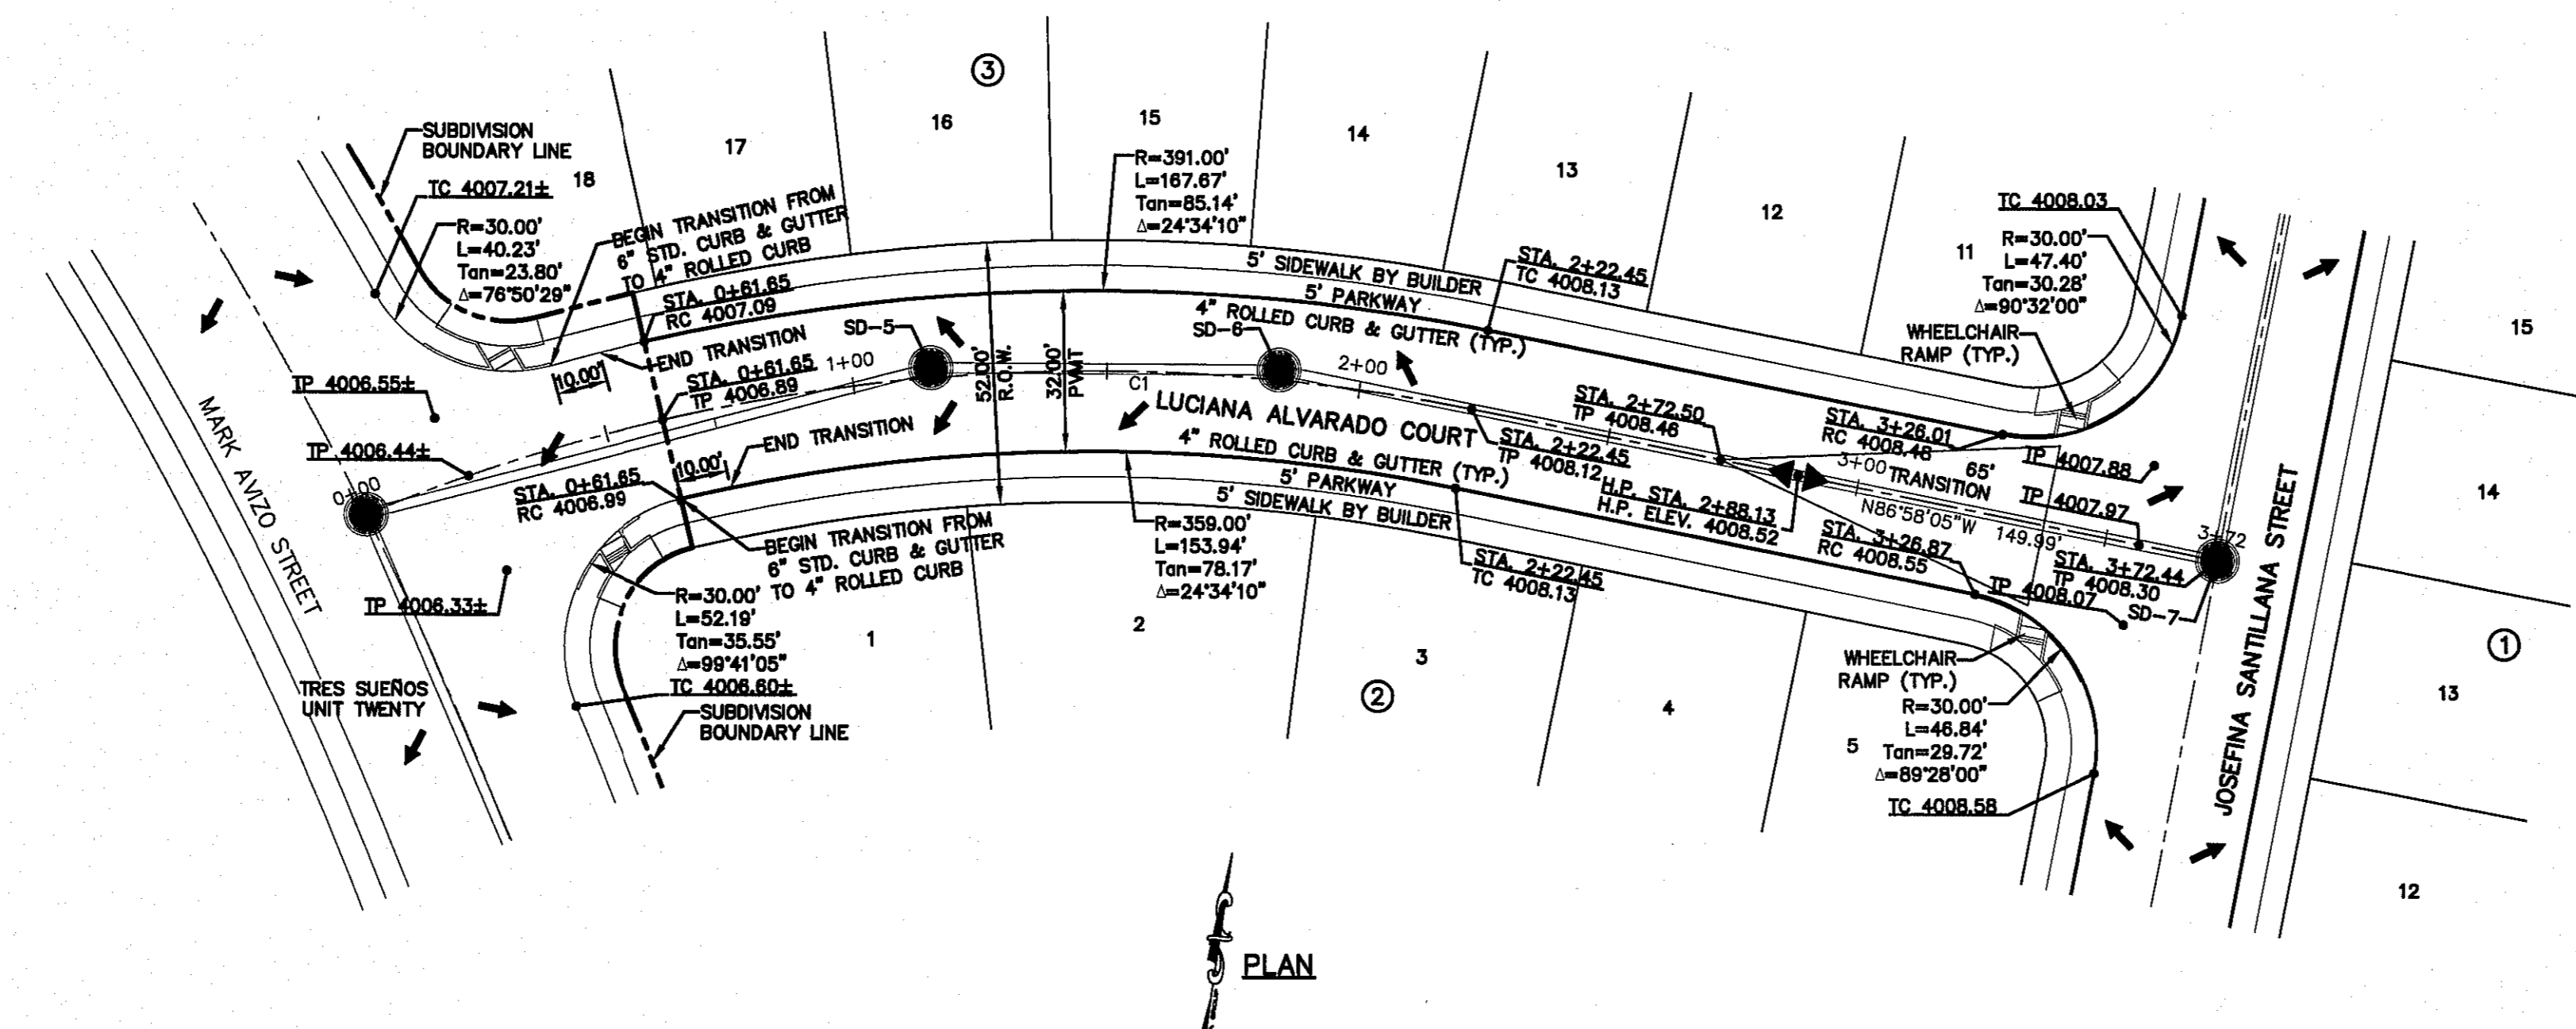 SUBDIVISION
BOUNDARY LINE
TC 4007.21±
18
R=30.00'
L=40.23'
Tan=23.80'
Δ=76°50'29"
BEGIN TRANSITION FROM
6" STD. CURB & GUTTER
TO 4" ROLLED CURB
17
16
③
15
R=391.00'
L=167.67'
Tan=85.14'
Δ=24°34'10"
14
13
12
11
TC 4008.03
R=30.00'
L=47.40'
Tan=30.28'
Δ=90°32'00"
WHEELCHAIR
RAMP (TYP.)
15
STA. 0+61.65
RC 4007.09
END TRANSITION
10.00'
STA. 0+61.65
TP 4006.89
1+00
SD-5
52.00'
R.O.W.
32.00'
PVMT
C1
SD-6
2+00
5' SIDEWALK BY BUILDER
5' PARKWAY
4" ROLLED CURB & GUTTER (TYP.)
STA. 2+22.45
TC 4008.13
TP 4006.55±
TP 4006.44±
0+00
MARK AVIZO STREET
STA. 0+61.65
RC 4006.99
10.00'
END TRANSITION
LUCIANA ALVARADO COURT
4" ROLLED CURB & GUTTER (TYP.)
5' PARKWAY
5' SIDEWALK BY BUILDER
STA. 2+22.45
TP 4008.12
STA. 2+72.50
TP 4008.46
H.P. STA. 2+88.13
H.P. ELEV. 4008.52
STA. 3+26.01
RC 4008.48
3+00
65'
TRANSITION
N86°58'05"W
149.99'
TP 4007.88
TP 4007.97
3+72
STA. 3+72.44
TP 4008.30
SD-7
STA. 3+26.87
RC 4008.55
TP 4008.07
JOSEFINA SANTILLANA STREET
14
①
13
12
TP 4006.33±
BEGIN TRANSITION FROM
6" STD. CURB & GUTTER
TO 4" ROLLED CURB
R=30.00'
L=52.19'
Tan=35.55'
Δ=99°41'05"
TC 4006.60±
SUBDIVISION
BOUNDARY LINE
TRES SUEÑOS
UNIT TWENTY
R=359.00'
L=153.94'
Tan=78.17'
Δ=24°34'10"
STA. 2+22.45
TC 4008.13
1
2
3
②
4
5
WHEELCHAIR
RAMP (TYP.)
R=30.00'
L=46.84'
Tan=29.72'
Δ=89°28'00"
TC 4008.58
PLAN